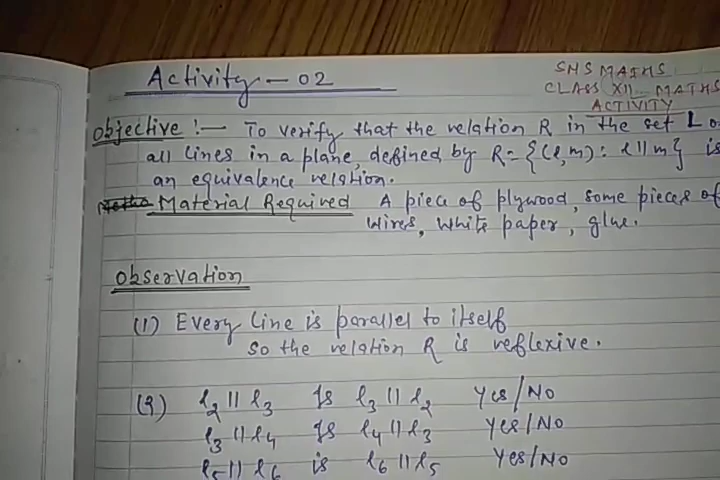 Activity - 02
SNS MATHS
CLASS XII MATHS
ACTIVITY
Objective :- To verify that the relation R in the set L of
all lines in a plane, defined by R = {(l, m) : l || m} is
an equivalence relation.
Material Required A piece of plywood, some pieces of
wires, white paper, glue.
Observation
(1) Every line is parallel to itself
so the relation R is reflexive.
(2) l2 || l3 Is l3 || l2 Yes/No
l3 || l4 Is l4 || l3 Yes/No
l5 || l6 is l6 || l5 Yes/No